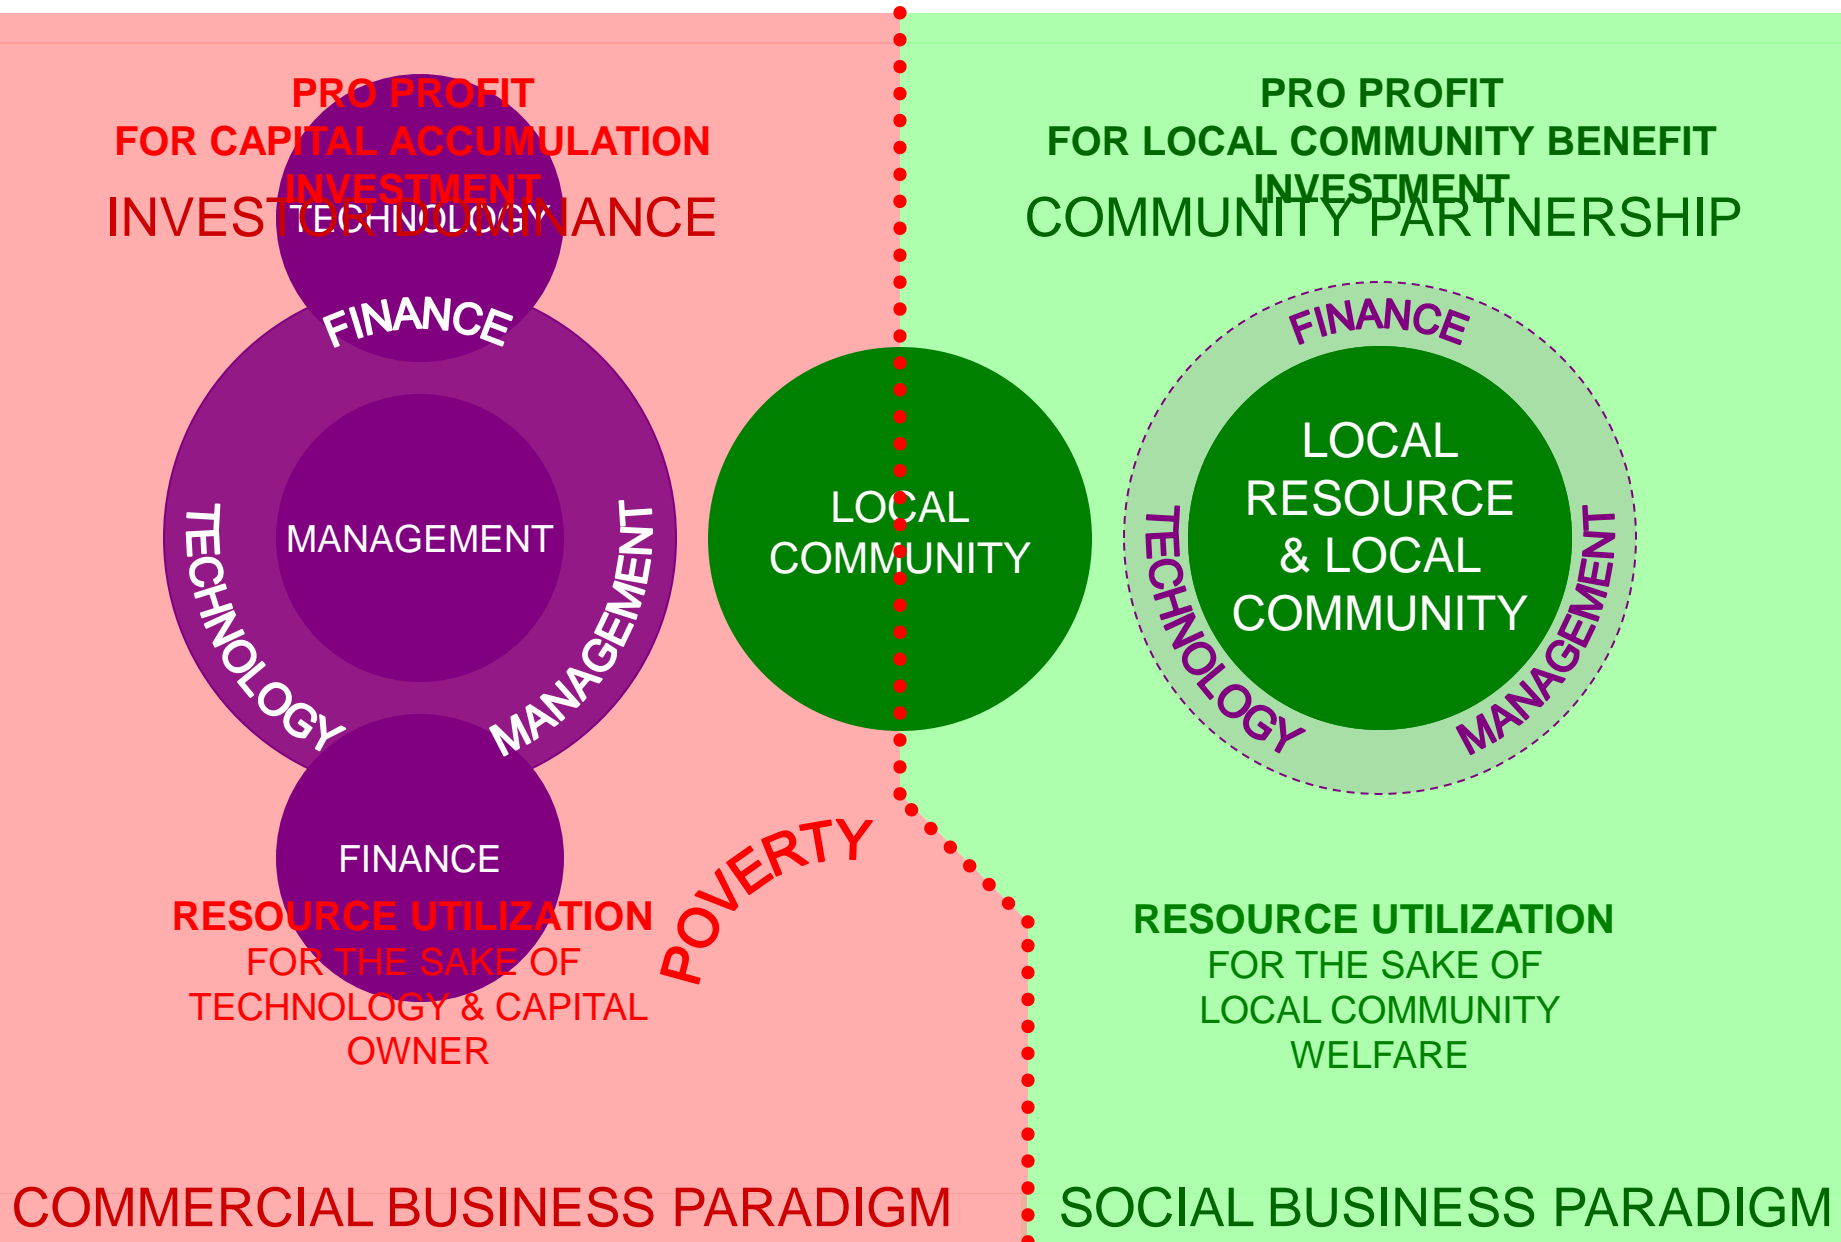 PRO PROFIT
FOR CAPITAL ACCUMULATION
INVESTMENT
INVESTOR DOMINANCE
TECHNOLOGY
FINANCE
TECHNOLOGY
MANAGEMENT
MANAGEMENT
FINANCE
RESOURCE UTILIZATION
FOR THE SAKE OF
TECHNOLOGY & CAPITAL
OWNER
POVERTY
LOCAL
COMMUNITY
COMMERCIAL BUSINESS PARADIGM
PRO PROFIT
FOR LOCAL COMMUNITY BENEFIT
INVESTMENT
COMMUNITY PARTNERSHIP
FINANCE
TECHNOLOGY
MANAGEMENT
LOCAL
RESOURCE
& LOCAL
COMMUNITY
RESOURCE UTILIZATION
FOR THE SAKE OF
LOCAL COMMUNITY
WELFARE
SOCIAL BUSINESS PARADIGM